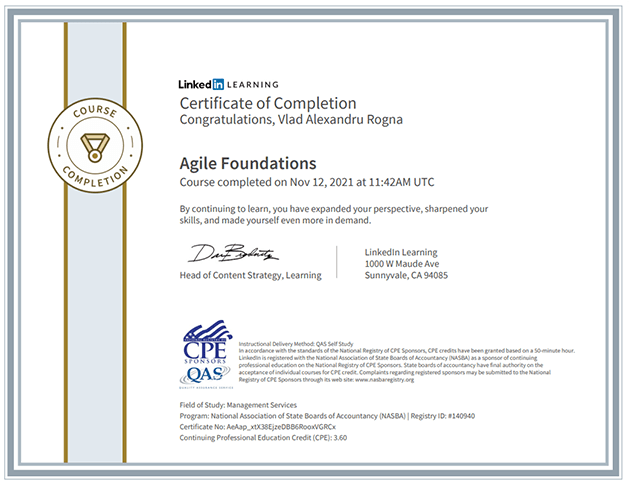 LinkedIn LEARNING
Certificate of Completion
Congratulations, Vlad Alexandru Rogna
COURSE
COMPLETION
Agile Foundations
Course completed on Nov 12, 2021 at 11:42AM UTC
By continuing to learn, you have expanded your perspective, sharpened your
skills, and made yourself even more in demand.
Head of Content Strategy, Learning
LinkedIn Learning
1000 W Maude Ave
Sunnyvale, CA 94085
CPE
SPONSORS
QAS
Instructional Delivery Method: QAS Self Study
In accordance with the standards of the National Registry of CPE Sponsors, CPE credits have been granted based on a 50-minute hour.
LinkedIn is registered with the National Association of State Boards of Accountancy (NASBA) as a sponsor of continuing
professional education on the National Registry of CPE Sponsors. State boards of accountancy have final authority on the
acceptance of individual courses for CPE credit. Complaints regarding registered sponsors may be submitted to the National
Registry of CPE Sponsors through its web site: www.nasbaregistry.org
Field of Study: Management Services
Program: National Association of State Boards of Accountancy (NASBA) | Registry ID: #140940
Certificate No: AeAap_xtX38EjzeDBB6RooxVGRCx
Continuing Professional Education Credit (CPE): 3.60